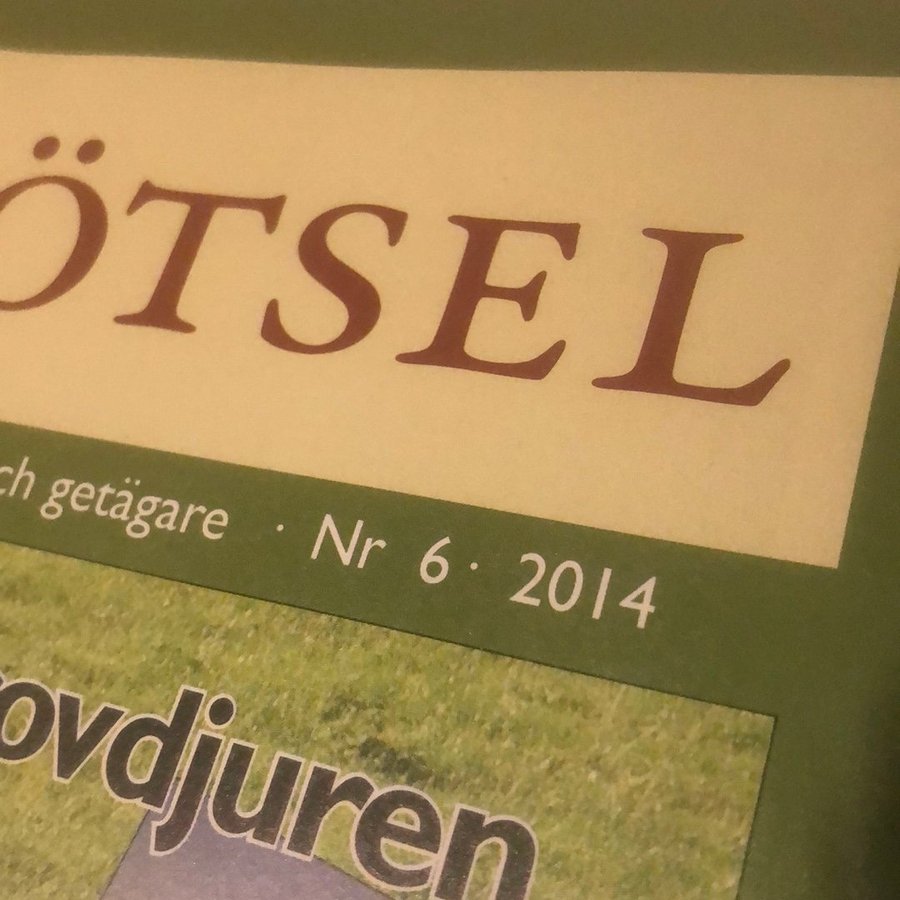 ÖTSEL
ch getägare · Nr 6 · 2014
ovdjuren